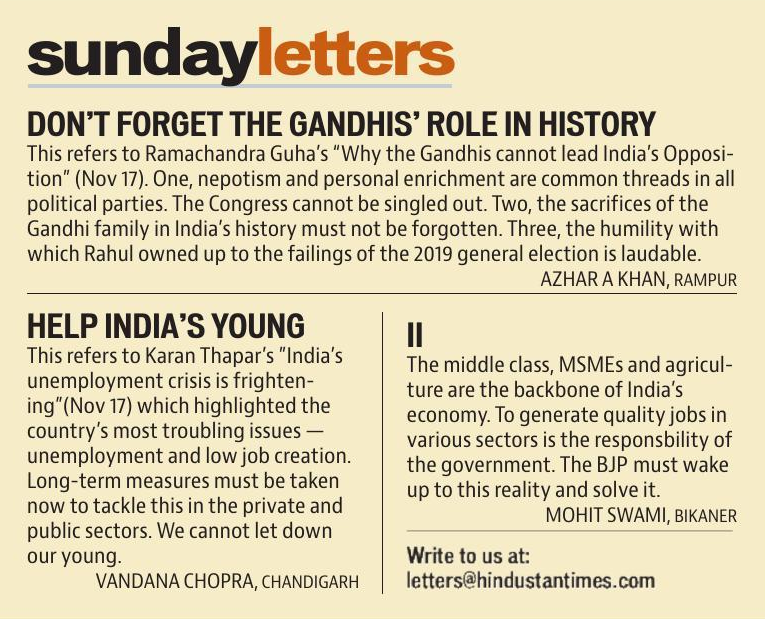 sundayletters
DON'T FORGET THE GANDHIS' ROLE IN HISTORY
This refers to Ramachandra Guha's “Why the Gandhis cannot lead India's Opposi-
tion” (Nov 17). One, nepotism and personal enrichment are common threads in all
political parties. The Congress cannot be singled out. Two, the sacrifices of the
Gandhi family in India's history must not be forgotten. Three, the humility with
which Rahul owned up to the failings of the 2019 general election is laudable.
AZHAR A KHAN, RAMPUR
HELP INDIA'S YOUNG
This refers to Karan Thapar's ”India's
unemployment crisis is frighten-
ing”(Nov 17) which highlighted the
country's most troubling issues —
unemployment and low job creation.
Long-term measures must be taken
now to tackle this in the private and
public sectors. We cannot let down
our young.
VANDANA CHOPRA, CHANDIGARH
II
The middle class, MSMEs and agricul-
ture are the backbone of India's
economy. To generate quality jobs in
various sectors is the responsbility of
the government. The BJP must wake
up to this reality and solve it.
MOHIT SWAMI, BIKANER
Write to us at:
letters@hindustantimes.com